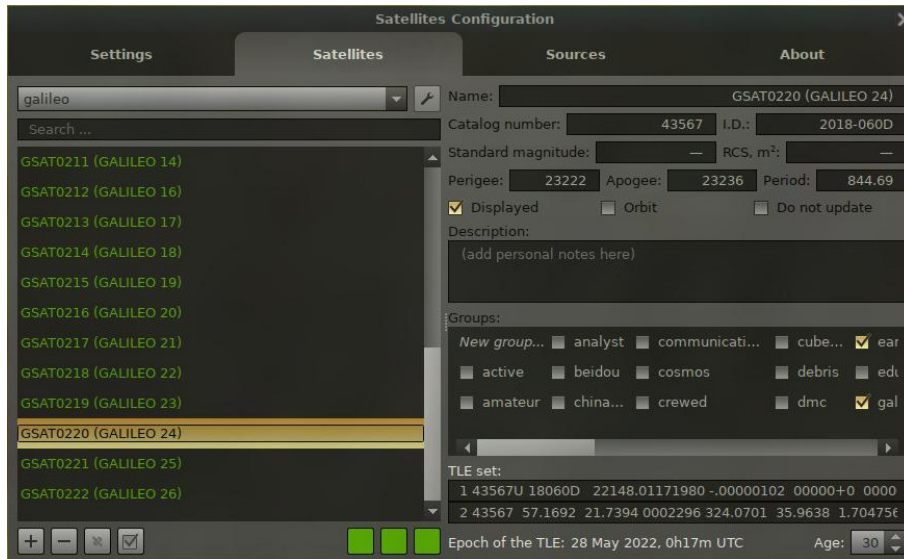 Satellites Configuration
Settings
Satellites
Sources
About
galileo
Search ...
GSAT0211 (GALILEO 14)
GSAT0212 (GALILEO 16)
GSAT0213 (GALILEO 17)
GSAT0214 (GALILEO 18)
GSAT0215 (GALILEO 19)
GSAT0216 (GALILEO 20)
GSAT0217 (GALILEO 21)
GSAT0218 (GALILEO 22)
GSAT0219 (GALILEO 23)
GSAT0220 (GALILEO 24)
GSAT0221 (GALILEO 25)
GSAT0222 (GALILEO 26)
Name: GSAT0220 (GALILEO 24)
Catalog number: 43567 I.D.: 2018-060D
Standard magnitude: — RCS, m²: —
Perigee: 23222 Apogee: 23236 Period: 844.69
Displayed Orbit Do not update
Description:
(add personal notes here)
Groups:
New group... analyst communicati... cube... ear
active beidou cosmos debris edu
amateur china... crewed dmc gal
TLE set:
1 43567U 18060D 22148.01171980 -.00000102 00000+0 0000
2 43567 57.1692 21.7394 0002296 324.0701 35.9638 1.704756
Epoch of the TLE: 28 May 2022, 0h17m UTC Age: 30